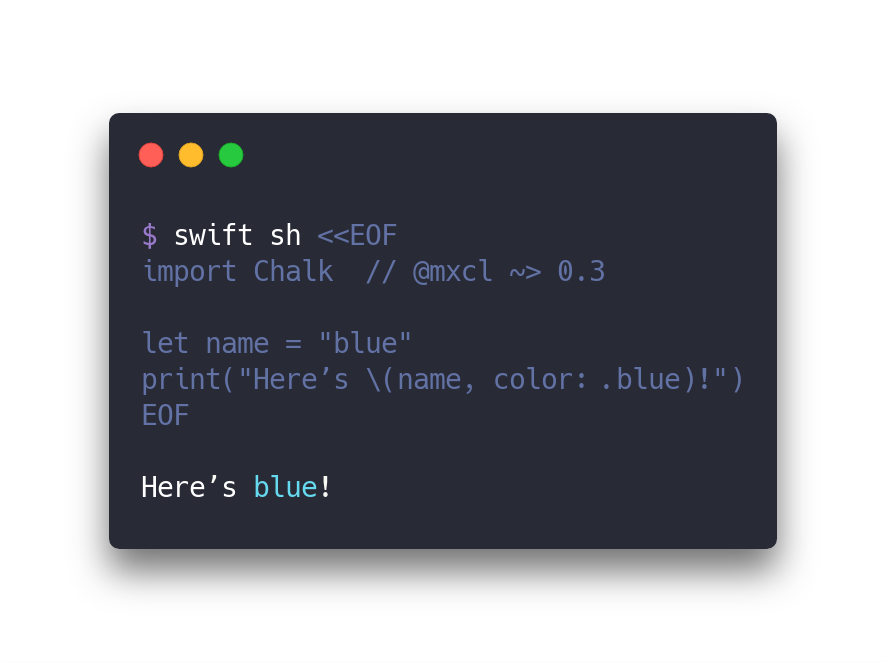 $ swift sh <<EOF
import Chalk  // @mxcl ~> 0.3
let name = "blue"
print("Here’s \(name, color: .blue)!")
EOF
Here’s blue!